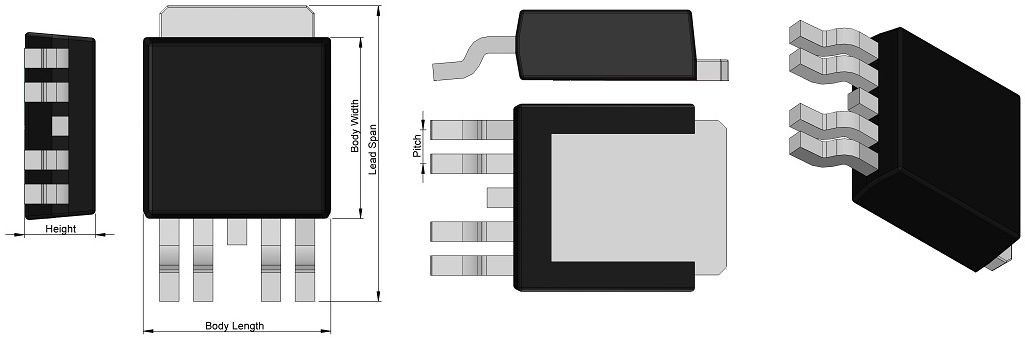 Height
Body Length
Body Width
Lead Span
Pitch